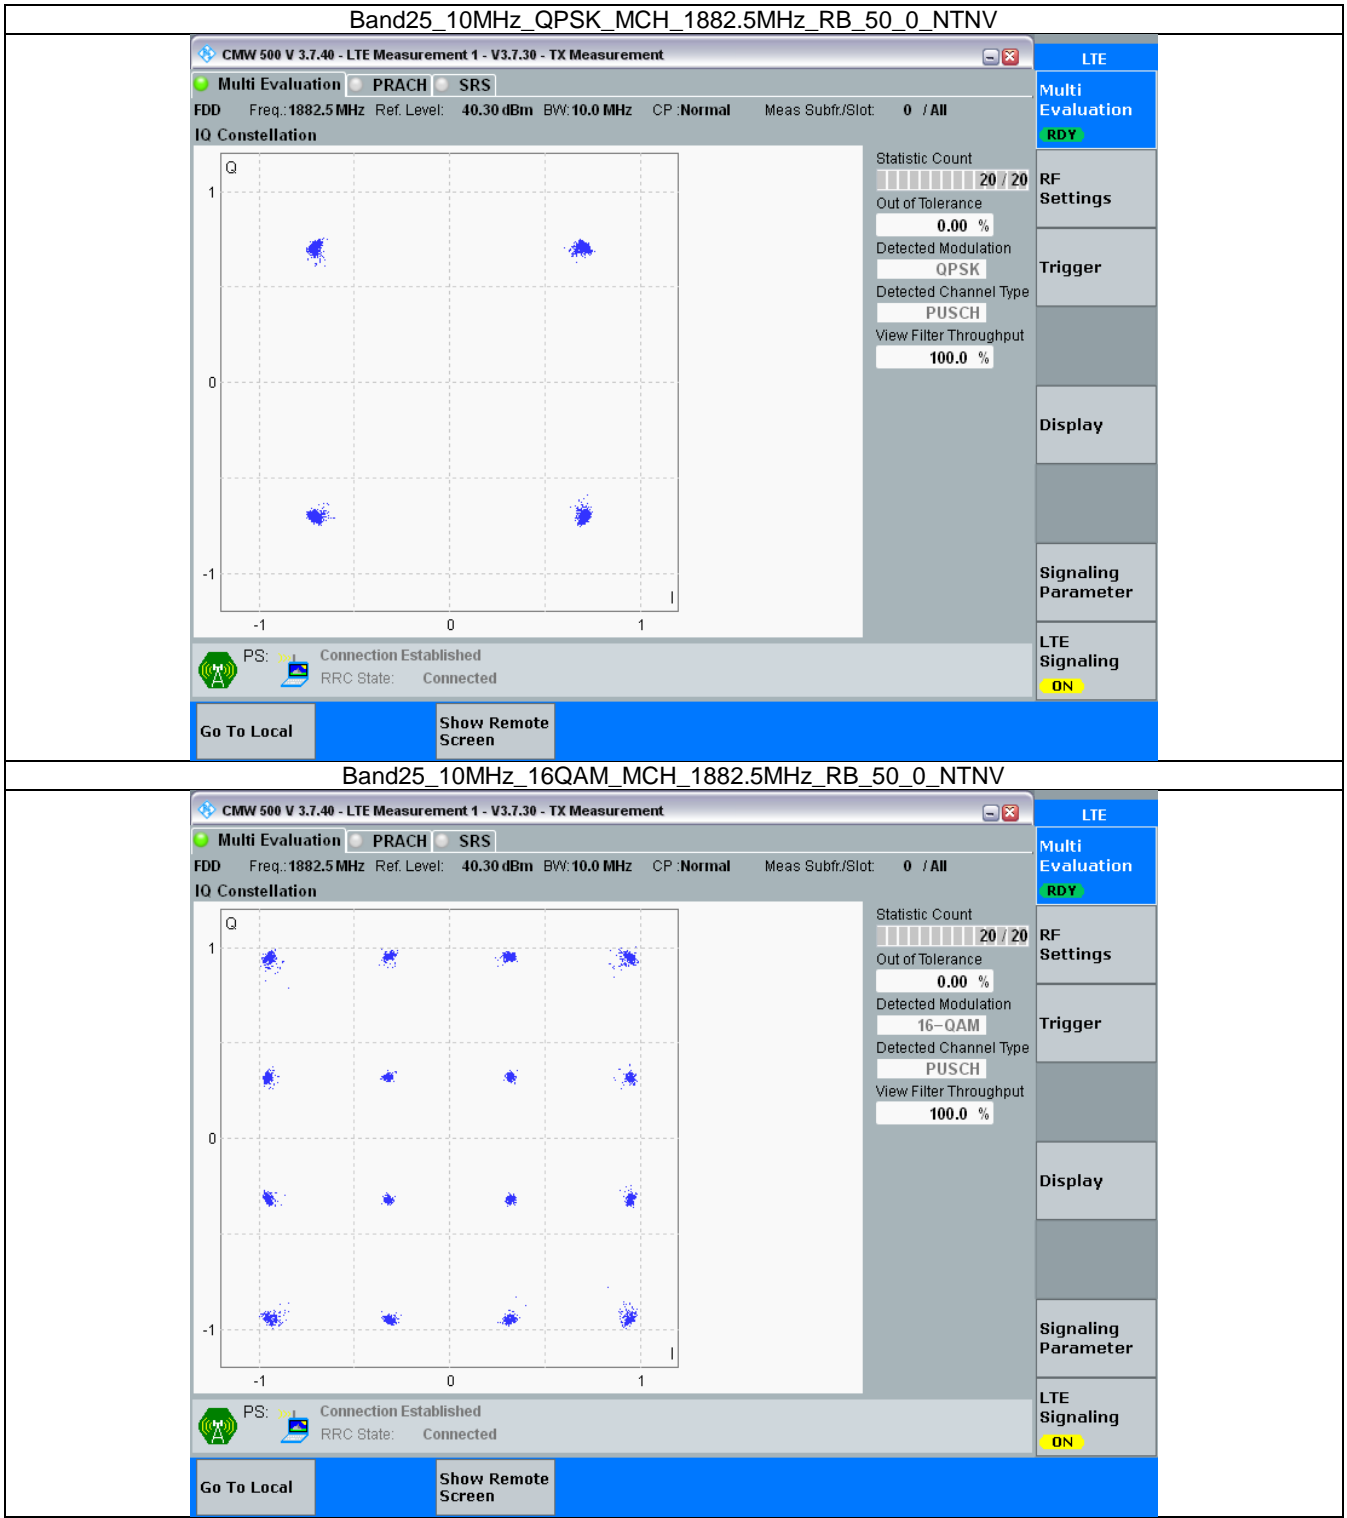 Band25_10MHz_QPSK_MCH_1882.5MHz_RB_50_0_NTNV
CMW 500 V 3.7.40 - LTE Measurement 1 - V3.7.30 - TX Measurement
LTE
Multi Evaluation PRACH SRS
Multi Evaluation
RDY
FDD Freq.: 1882.5 MHz Ref. Level: 40.30 dBm BW: 10.0 MHz CP : Normal Meas Subfr./Slot: 0 / All
IQ Constellation
Q
1
0
-1
I
-1 0 1
Statistic Count
20 / 20
Out of Tolerance
0.00 %
Detected Modulation
QPSK
Detected Channel Type
PUSCH
View Filter Throughput
100.0 %
RF
Settings
Trigger
Display
Signaling
Parameter
LTE
Signaling
ON
PS: Connection Established
RRC State: Connected
Go To Local
Show Remote
Screen
Band25_10MHz_16QAM_MCH_1882.5MHz_RB_50_0_NTNV
CMW 500 V 3.7.40 - LTE Measurement 1 - V3.7.30 - TX Measurement
LTE
Multi Evaluation PRACH SRS
Multi Evaluation
RDY
FDD Freq.: 1882.5 MHz Ref. Level: 40.30 dBm BW: 10.0 MHz CP : Normal Meas Subfr./Slot: 0 / All
IQ Constellation
Q
1
0
-1
I
-1 0 1
Statistic Count
20 / 20
Out of Tolerance
0.00 %
Detected Modulation
16-QAM
Detected Channel Type
PUSCH
View Filter Throughput
100.0 %
RF
Settings
Trigger
Display
Signaling
Parameter
LTE
Signaling
ON
PS: Connection Established
RRC State: Connected
Go To Local
Show Remote
Screen